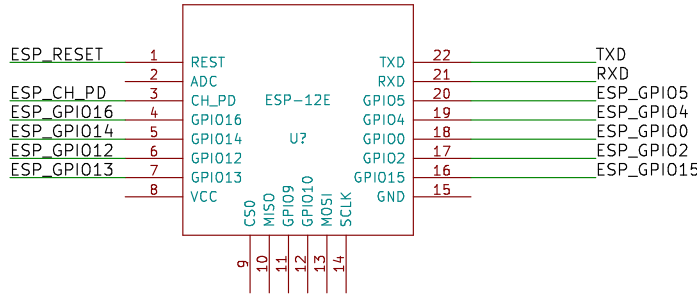 ESP_RESET 1 REST TXD 22 TXD
2 ADC RXD 21 RXD
ESP_CH_PD 3 CH_PD ESP-12E GPIO5 20 ESP_GPIO5
ESP_GPIO16 4 GPIO16 GPIO4 19 ESP_GPIO4
ESP_GPIO14 5 GPIO14 U? GPIO0 18 ESP_GPIO0
ESP_GPIO12 6 GPIO12 GPIO2 17 ESP_GPIO2
ESP_GPIO13 7 GPIO13 GPIO15 16 ESP_GPIO15
8 VCC GND 15
CS0 MISO GPIO9 GPIO10 MOSI SCLK
9 10 11 12 13 14